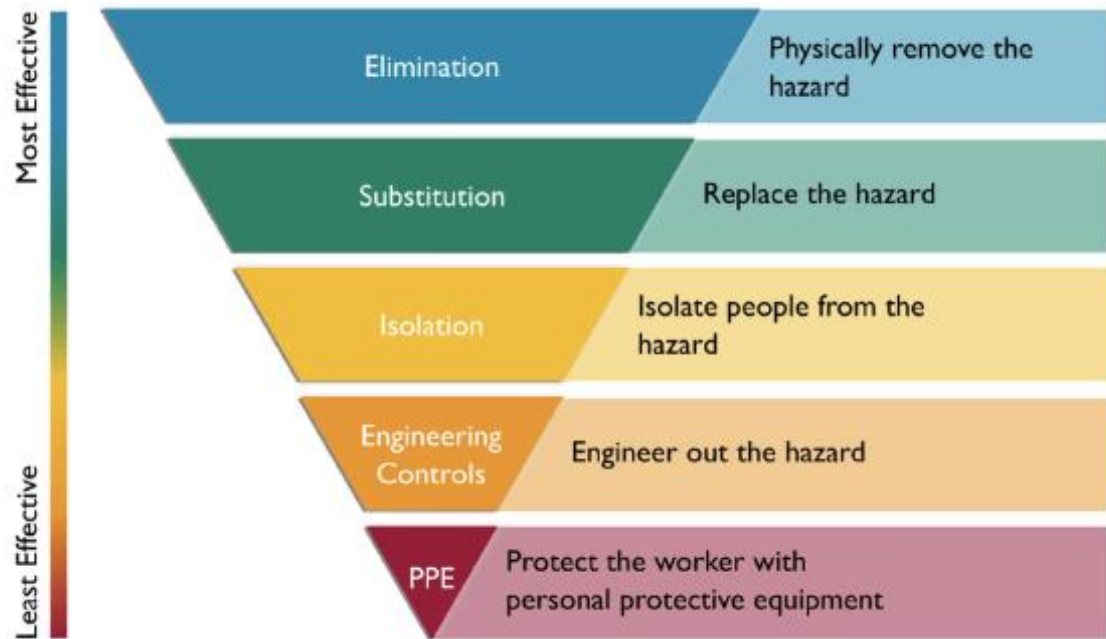 Most Effective
Least Effective
Elimination
Physically remove the
hazard
Substitution
Replace the hazard
Isolation
Isolate people from the
hazard
Engineering
Controls
Engineer out the hazard
PPE
Protect the worker with
personal protective equipment